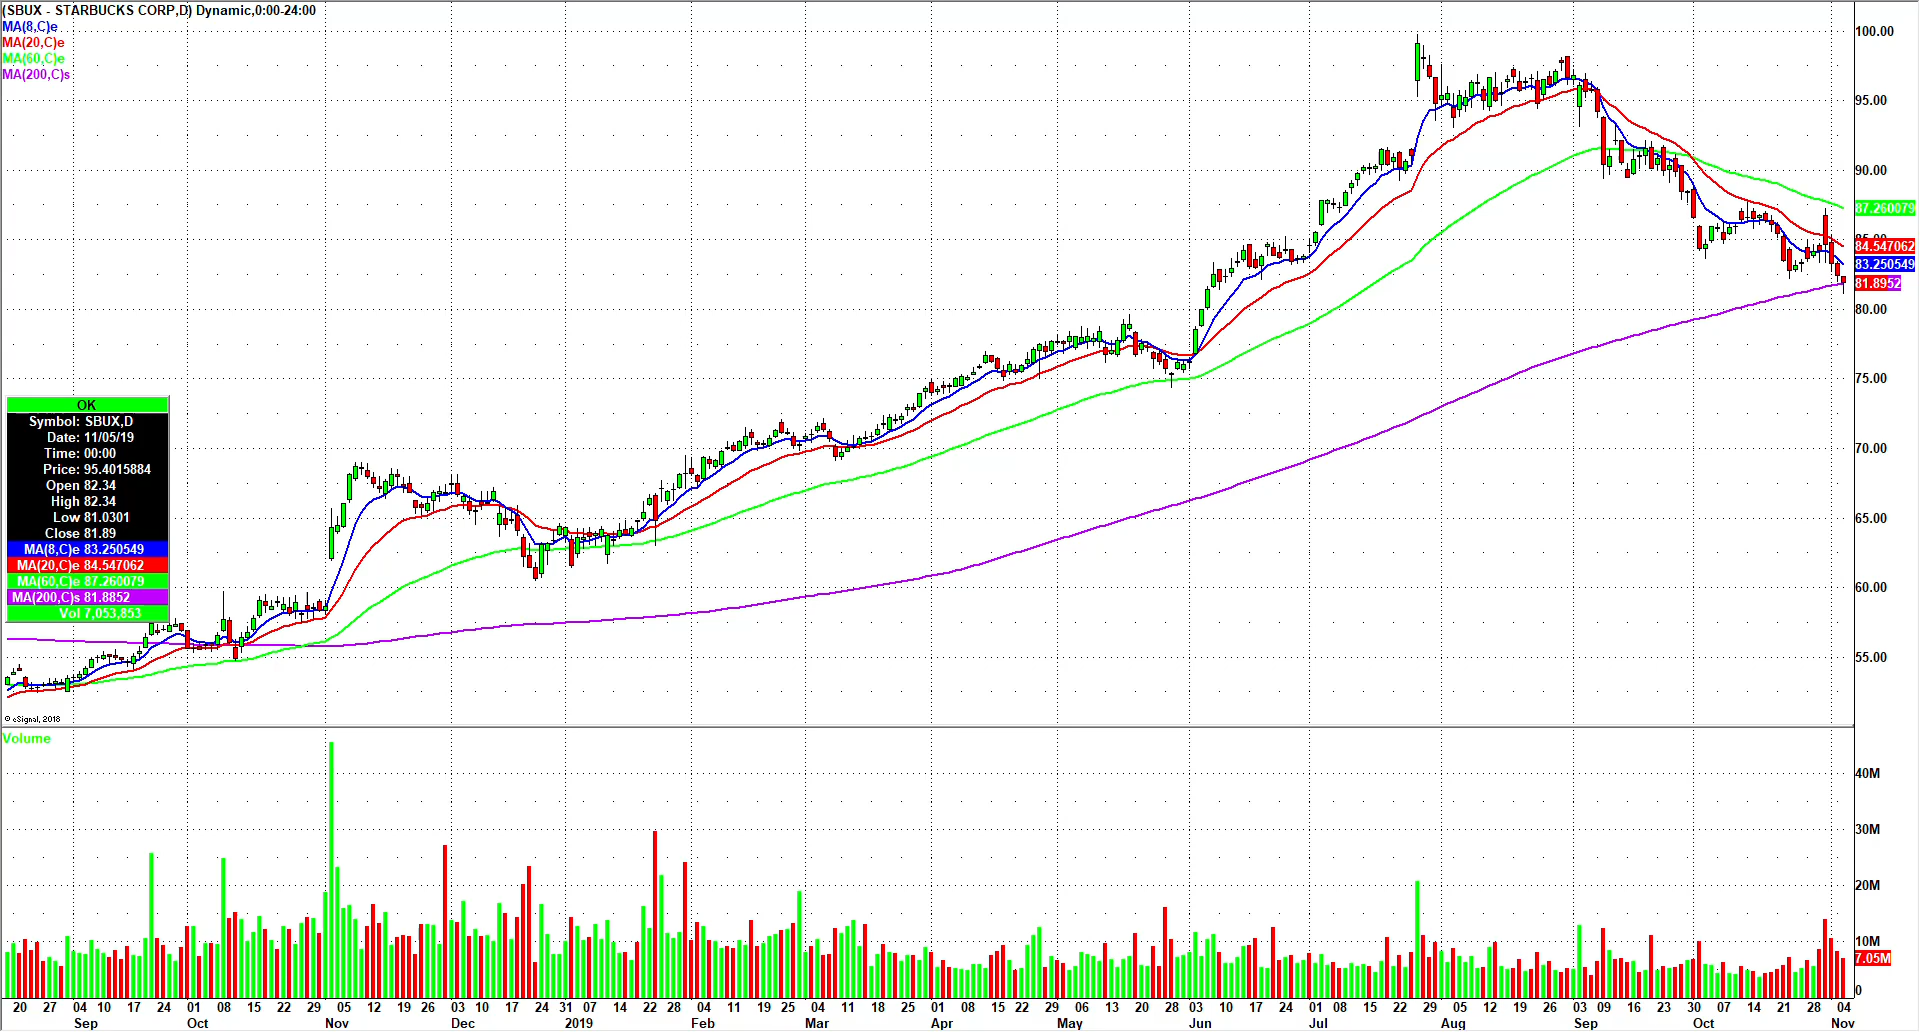 (SBUX - STARBUCKS CORP,D) Dynamic,0:00-24:00
MA(8,C)e
MA(20,C)e
MA(60,C)e
MA(200,C)s
100.00
95.00
90.00
87.260079
85.00
84.547062
83.250549
81.8952
80.00
75.00
70.00
65.00
60.00
55.00
OK
Symbol: SBUX,D
Date: 11/05/19
Time: 00:00
Price: 95.4015884
Open 82.34
High 82.34
Low 81.0301
Close 81.89
MA(8,C)e 83.250549
MA(20,C)e 84.547062
MA(60,C)e 87.260079
MA(200,C)s 81.8852
Vol 7,053,853
© eSignal, 2018
Volume
40M
30M
20M
10M
7.05M
0
20 27 04 10 17 24 01 08 15 22 29 05 12 19 26 03 10 17 24 31 07 14 22 28 04 11 19 25 04 11 18 25 01 08 15 22 29 06 13 20 28 03 10 17 24 01 08 15 22 29 05 12 19 26 03 09 16 23 30 07 14 21 28 04
Sep Oct Nov Dec 2019 Feb Mar Apr May Jun Jul Aug Sep Oct Nov